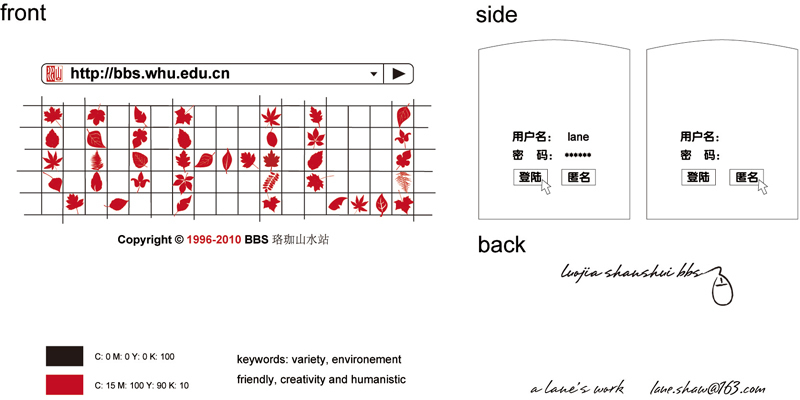 front
http://bbs.whu.edu.cn
Copyright © 1996-2010 BBS 珞珈山水站
C: 0 M: 0 Y: 0 K: 100
C: 15 M: 100 Y: 90 K: 10
keywords: variety, environement
friendly, creativity and humanistic
side
用户名： lane
密 码： ******
登陆 匿名
用户名：
密 码：
登陆 匿名
back
luojia shanshui bbs
a lane's work lane.shaw@163.com